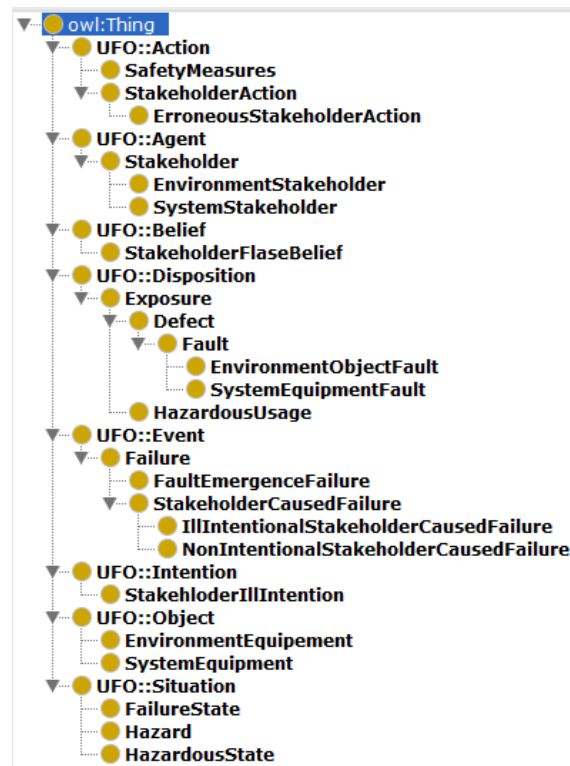 owl:Thing
UFO::Action
SafetyMeasures
StakeholderAction
ErroneousStakeholderAction
UFO::Agent
Stakeholder
EnvironmentStakeholder
SystemStakeholder
UFO::Belief
StakeholderFlaseBelief
UFO::Disposition
Exposure
Defect
Fault
EnvironmentObjectFault
SystemEquipmentFault
HazardousUsage
UFO::Event
Failure
FaultEmergenceFailure
StakeholderCausedFailure
IllIntentionalStakeholderCausedFailure
NonIntentionalStakeholderCausedFailure
UFO::Intention
StakehloderIllIntention
UFO::Object
EnvironmentEquipement
SystemEquipment
UFO::Situation
FailureState
Hazard
HazardousState